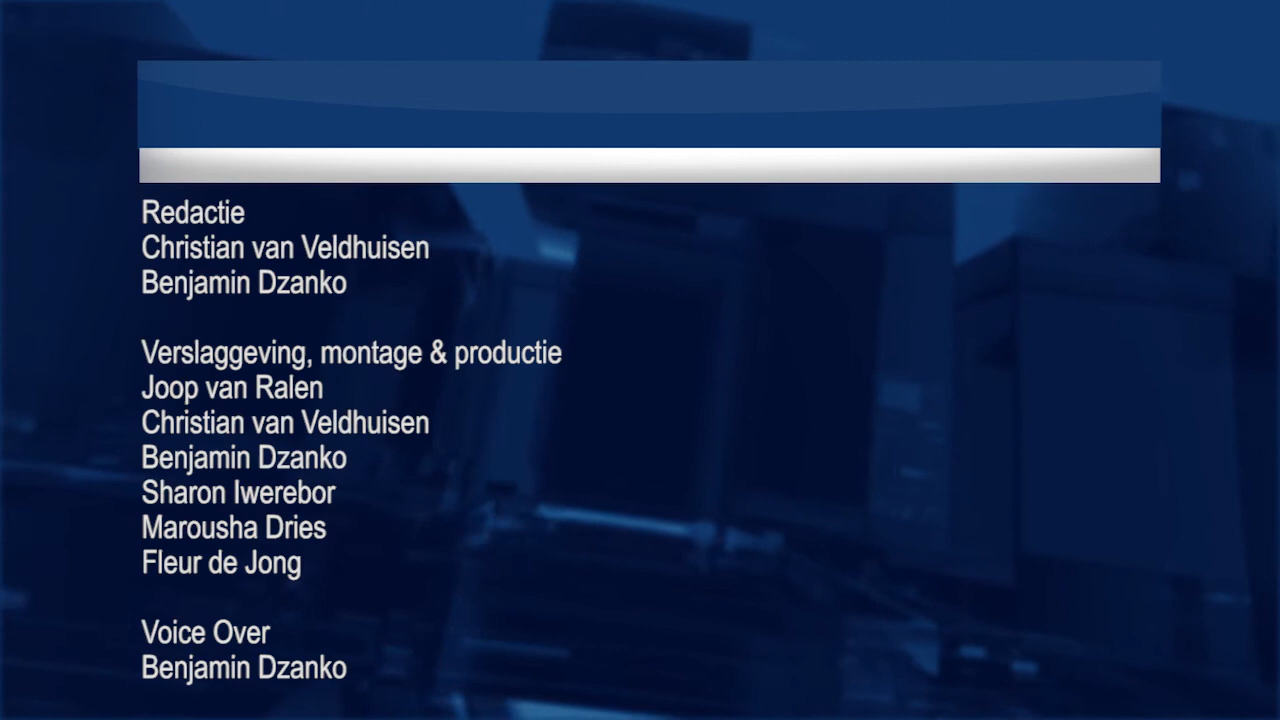 Redactie
Christian van Veldhuisen
Benjamin Dzanko
Verslaggeving, montage & productie
Joop van Ralen
Christian van Veldhuisen
Benjamin Dzanko
Sharon Iwerebor
Marousha Dries
Fleur de Jong
Voice Over
Benjamin Dzanko